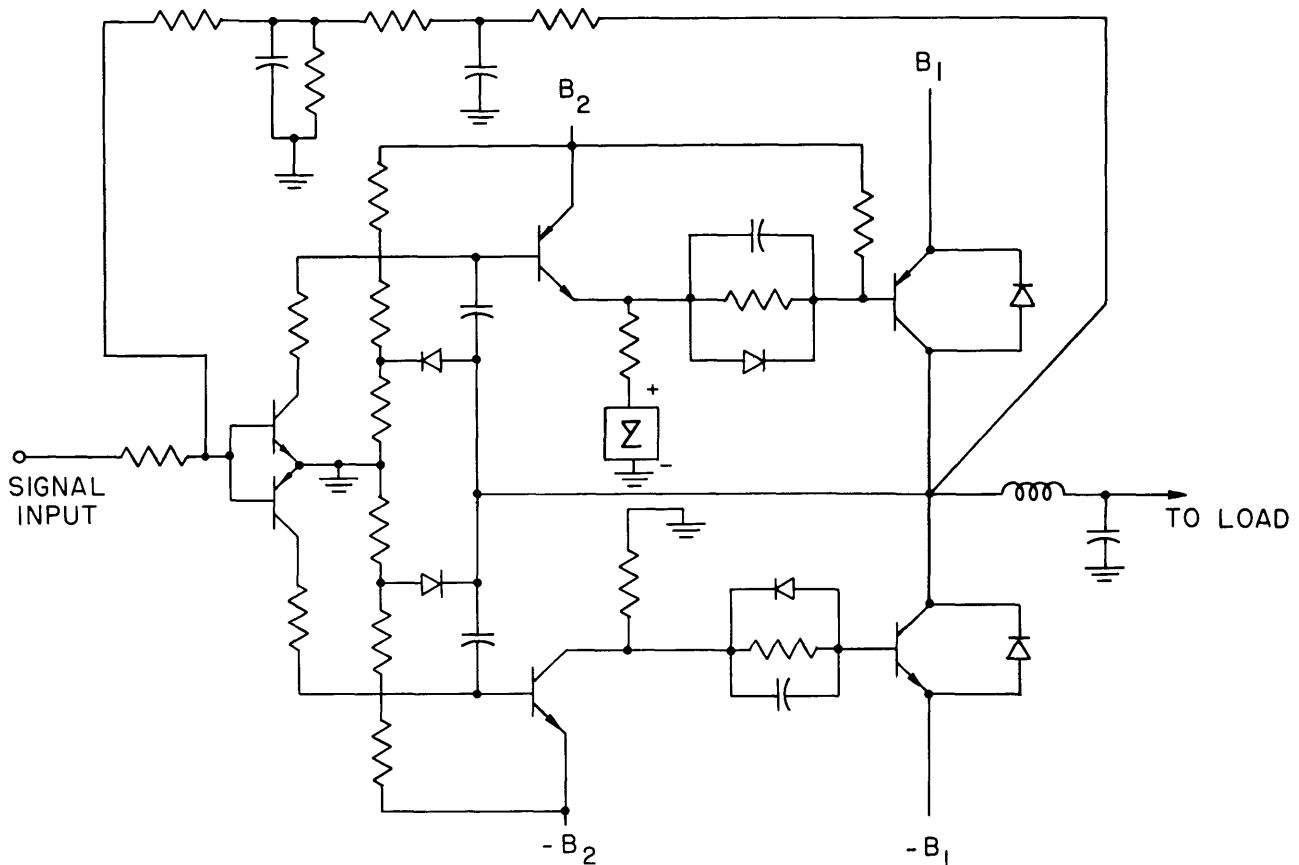 B₁
B₂
+
Σ
-
SIGNAL
INPUT
TO LOAD
-B₂
-B₁